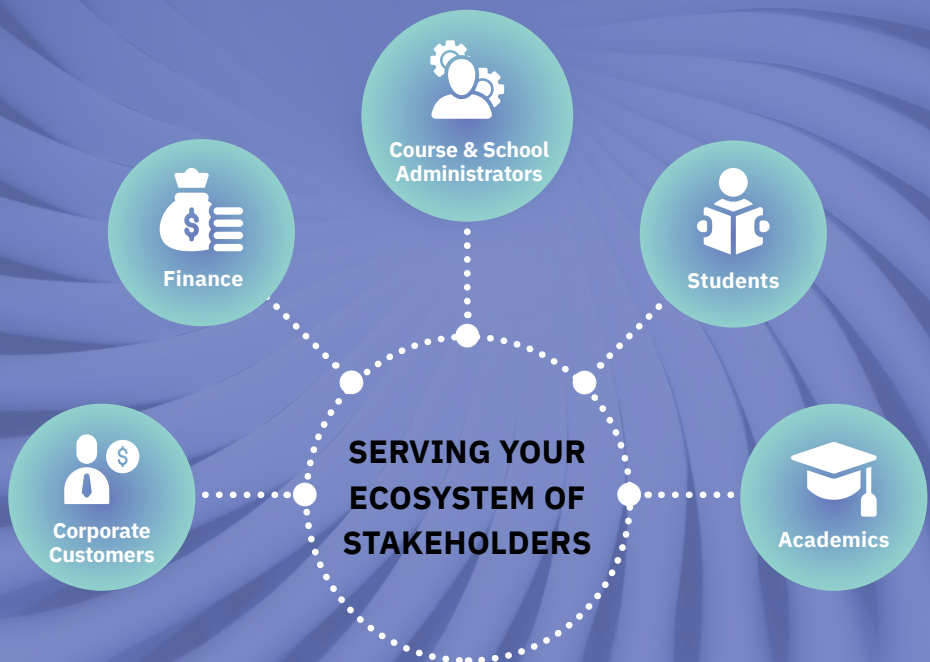 Course & School
Administrators
$
Finance
Students
SERVING YOUR
ECOSYSTEM OF
STAKEHOLDERS
$
Corporate
Customers
Academics